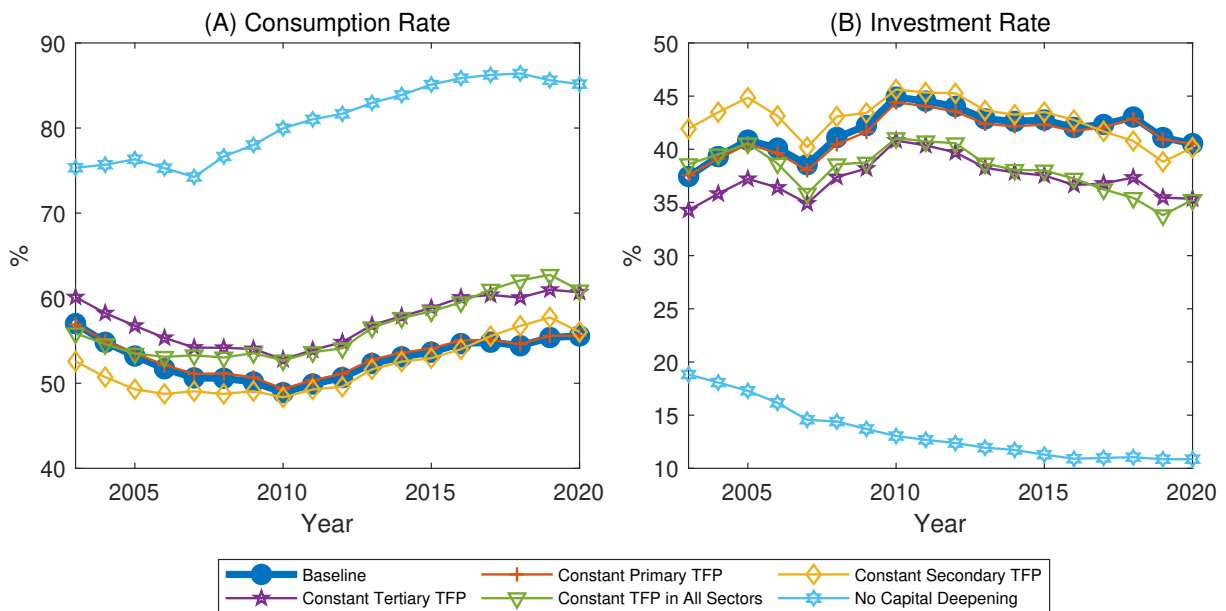 (A) Consumption Rate
90
80
70
60
50
40
%
2005 2010 2015 2020
Year
(B) Investment Rate
50
45
40
35
30
25
20
15
10
%
2005 2010 2015 2020
Year
Baseline Constant Primary TFP Constant Secondary TFP
Constant Tertiary TFP Constant TFP in All Sectors No Capital Deepening